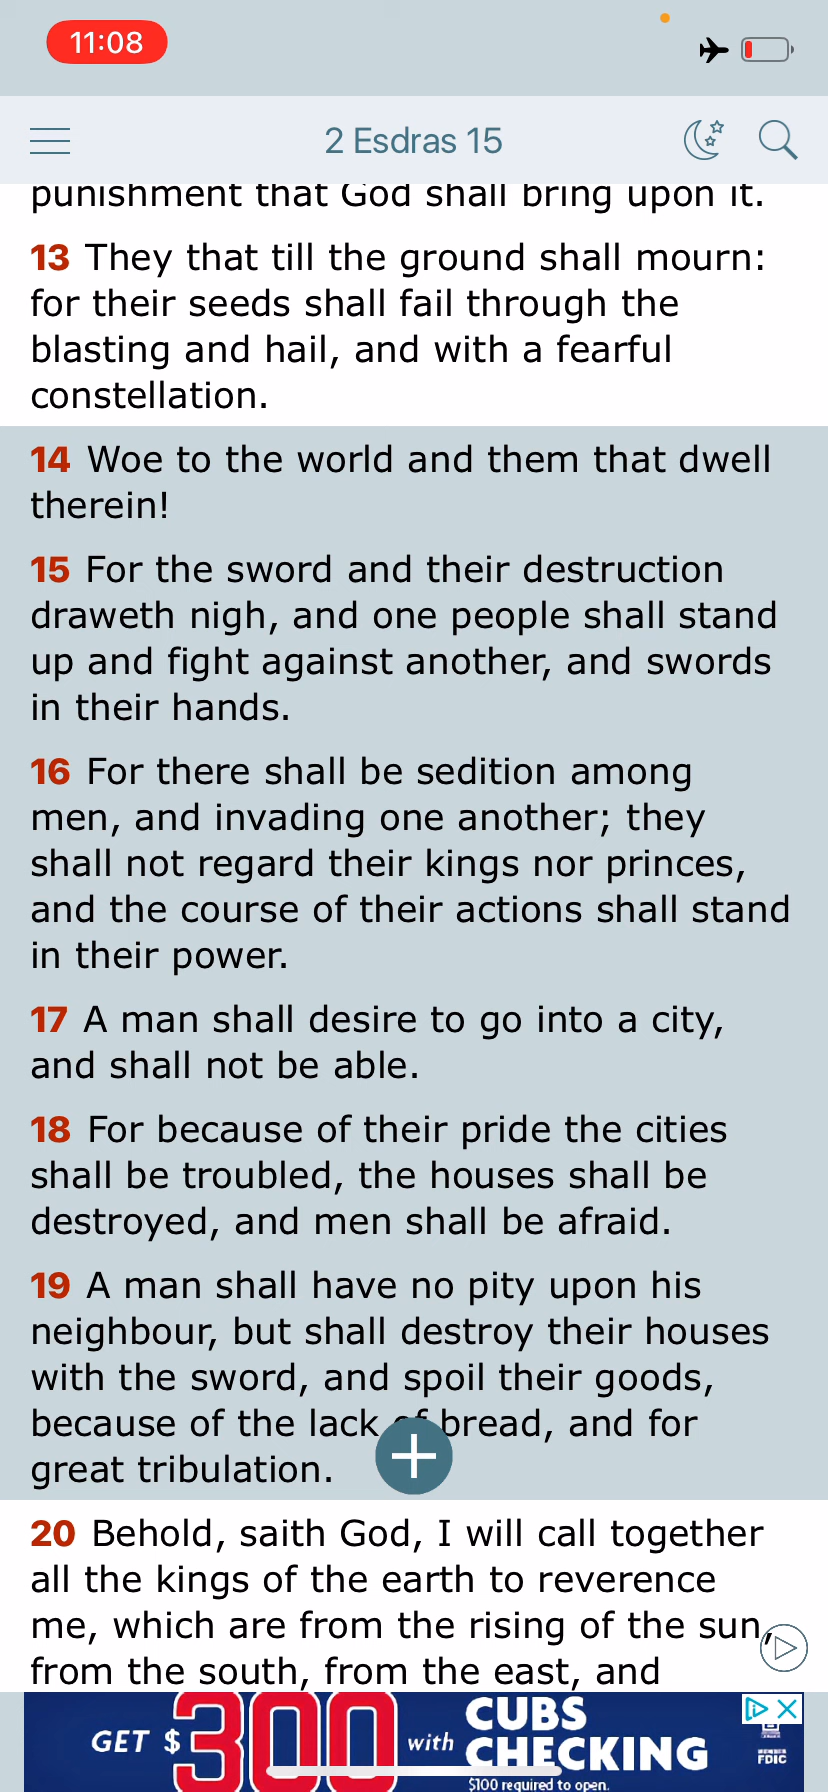 11:08
2 Esdras 15
punishment that God shall bring upon it.
13 They that till the ground shall mourn:
for their seeds shall fail through the
blasting and hail, and with a fearful
constellation.
14 Woe to the world and them that dwell
therein!
15 For the sword and their destruction
draweth nigh, and one people shall stand
up and fight against another, and swords
in their hands.
16 For there shall be sedition among
men, and invading one another; they
shall not regard their kings nor princes,
and the course of their actions shall stand
in their power.
17 A man shall desire to go into a city,
and shall not be able.
18 For because of their pride the cities
shall be troubled, the houses shall be
destroyed, and men shall be afraid.
19 A man shall have no pity upon his
neighbour, but shall destroy their houses
with the sword, and spoil their goods,
because of the lack of bread, and for
great tribulation.
20 Behold, saith God, I will call together
all the kings of the earth to reverence
me, which are from the rising of the sun,
from the south, from the east, and
GET $300 with CUBS
CHECKING
$100 required to open.
FDIC